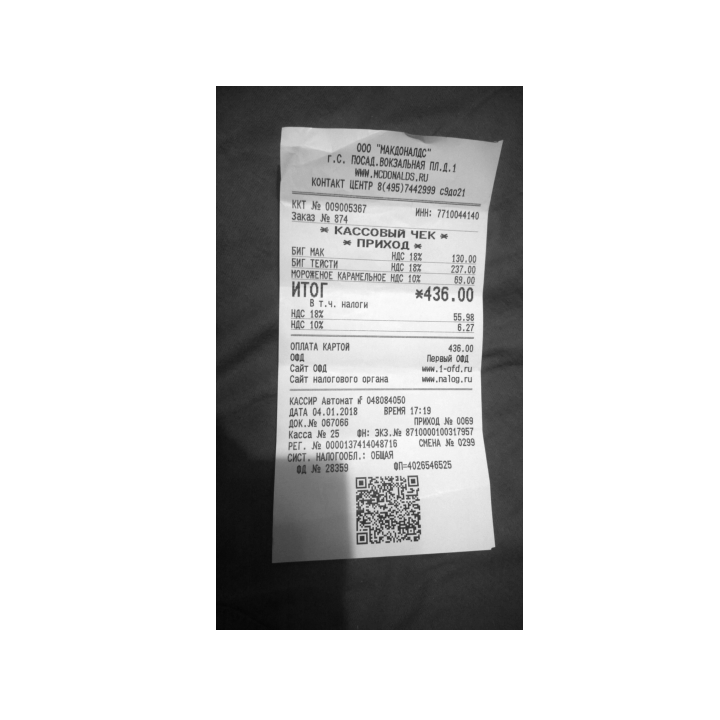 ООО "МАКДОНАЛДС"
Г.С. ПОСАД.ВОКЗАЛЬНАЯ ПЛ.Д.1
WWW.MCDONALDS.RU
КОНТАКТ ЦЕНТР 8(495)7442999 с9до21
ККТ № 009005367 ИНН: 7710044140
Заказ № 874
* КАССОВЫЙ ЧЕК *
* ПРИХОД *
БИГ МАК НДС 18% 130.00
БИГ ТЕЙСТИ НДС 18% 237.00
МОРОЖЕНОЕ КАРАМЕЛЬНОЕ НДС 10% 69.00
ИТОГ *436.00
В т.ч. налоги
НДС 18% 55.98
НДС 10% 6.27
ОПЛАТА КАРТОЙ 436.00
ОФД Первый ОФД
Сайт ОФД www.1-ofd.ru
Сайт налогового органа www.nalog.ru
КАССИР Автомат № 048084050
ДАТА 04.01.2018 ВРЕМЯ 17:19
ДОК.№ 067066 ПРИХОД № 0069
Касса № 25 ФН: ЭКЗ.№ 8710000100317957
РЕГ. № 0000137414048716 СМЕНА № 0299
СИСТ. НАЛОГООБЛ.: ОБЩАЯ
ФД № 28359 ФП=4026546525